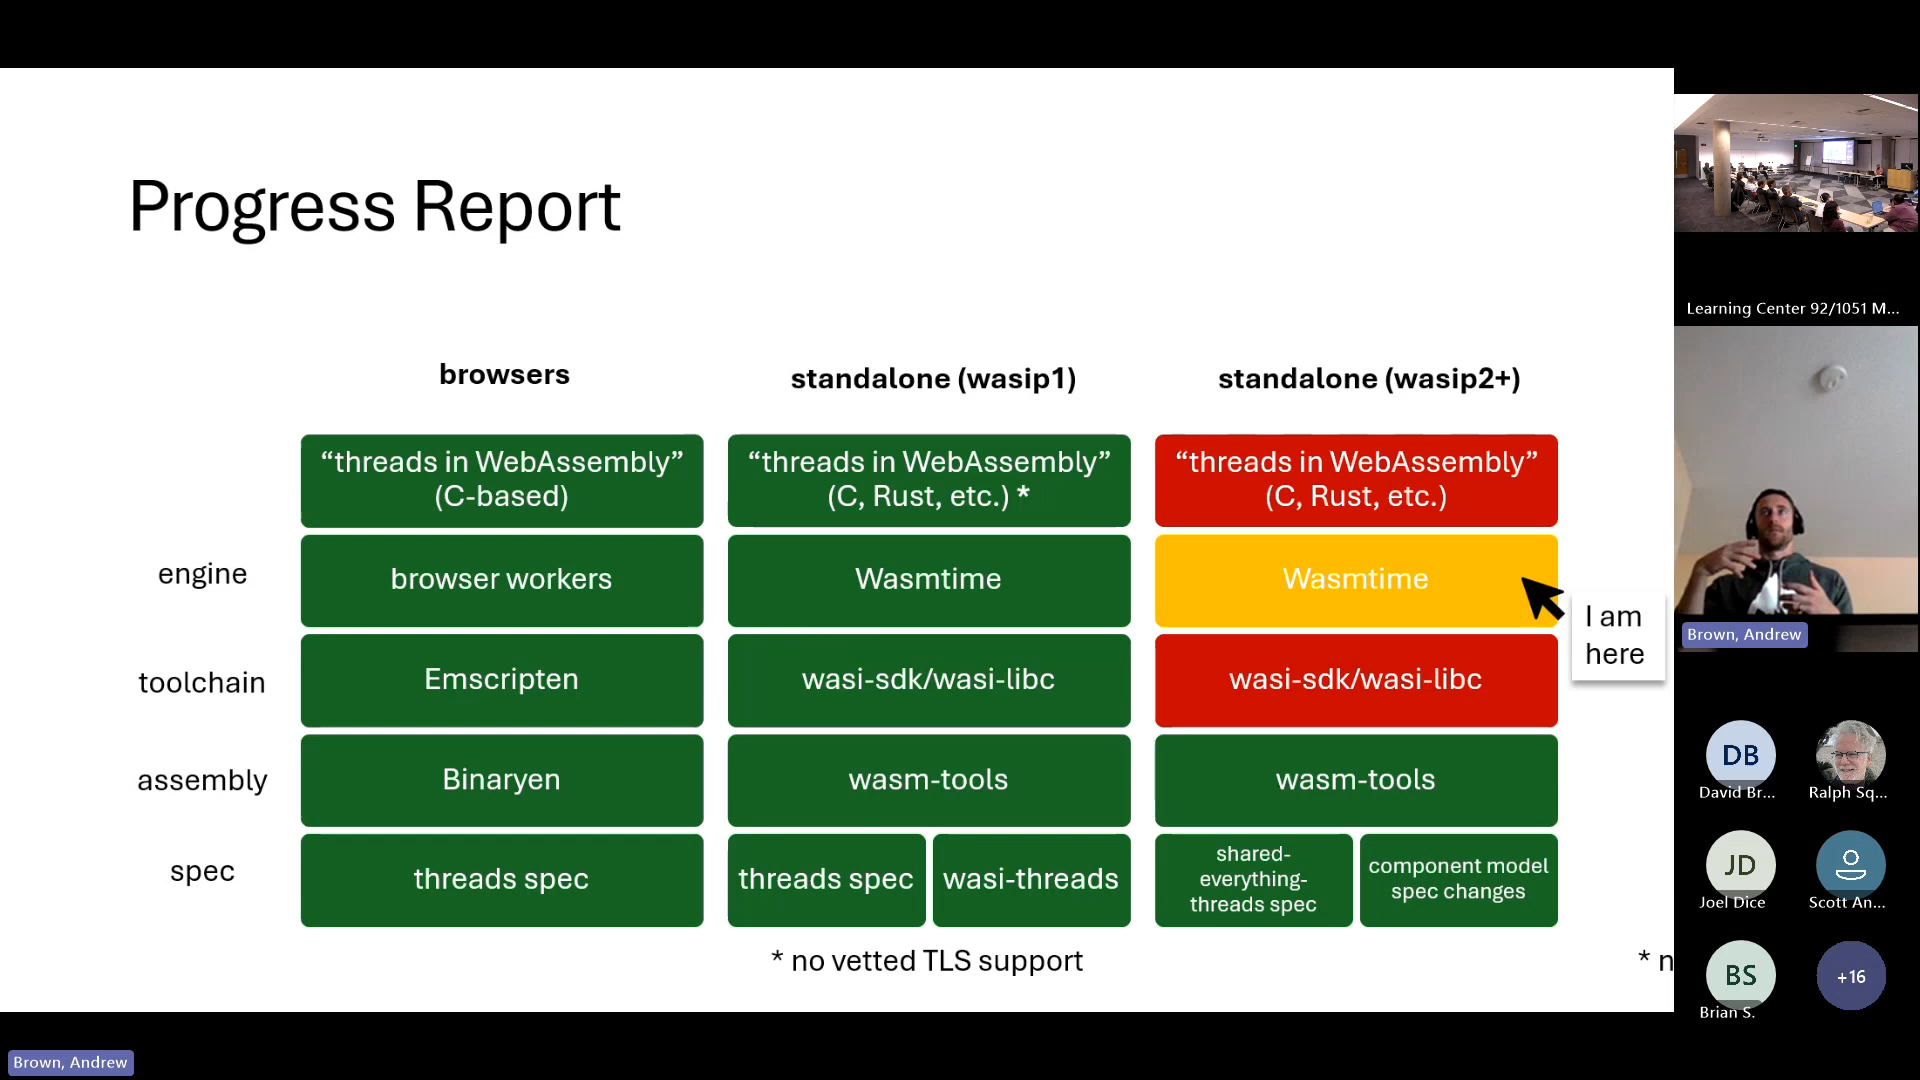 Progress Report
browsers
standalone (wasip1)
standalone (wasip2+)
“threads in WebAssembly”
(C-based)
“threads in WebAssembly”
(C, Rust, etc.) *
“threads in WebAssembly”
(C, Rust, etc.)
engine
browser workers
Wasmtime
Wasmtime
I am
here
toolchain
Emscripten
wasi-sdk/wasi-libc
wasi-sdk/wasi-libc
assembly
Binaryen
wasm-tools
wasm-tools
spec
threads spec
threads spec
wasi-threads
shared-
everything-
threads spec
component model
spec changes
* no vetted TLS support
* n
Learning Center 92/1051 M...
Brown, Andrew
DB
David Br...
Ralph Sq...
JD
Joel Dice
Scott An...
BS
Brian S.
+16
Brown, Andrew